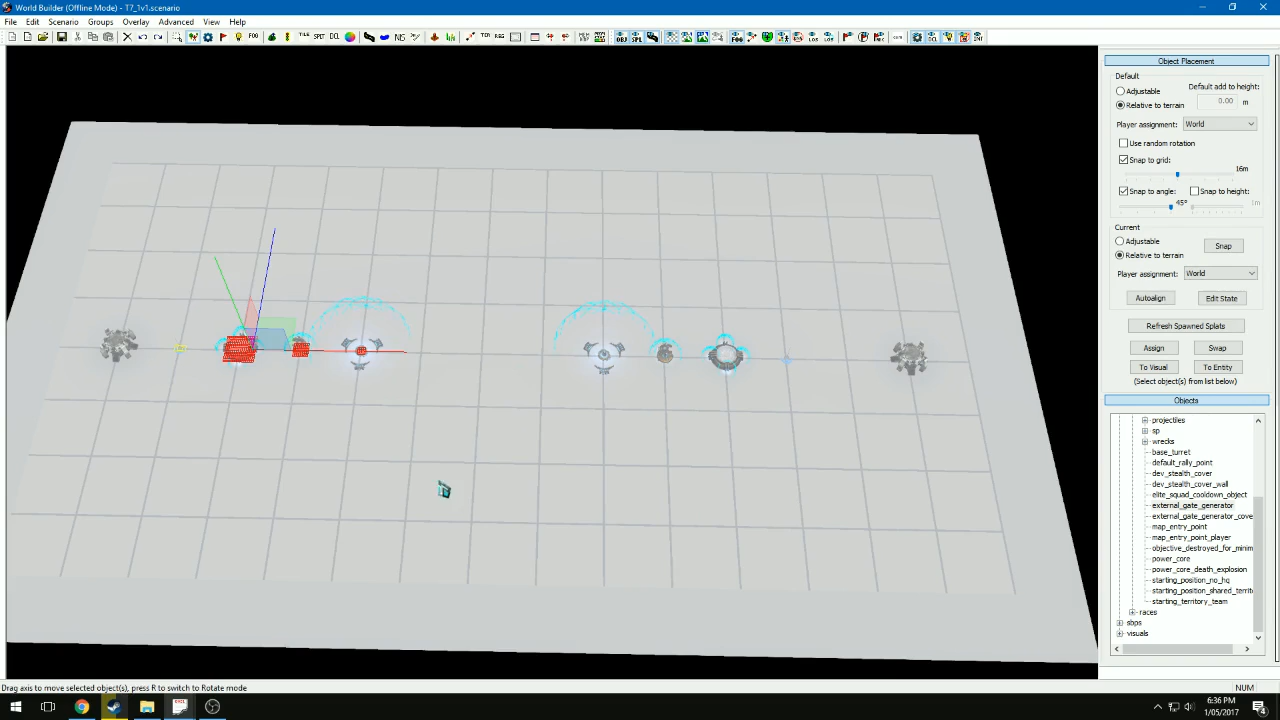 World Builder (Offline Mode) - T7_1v1.scenario
File Edit Scenario Groups Overlay Advanced View Help
Object Placement
Default
Adjustable
Default add to height:
Relative to terrain
0.00 m
Player assignment: World
Use random rotation
Snap to grid:
16m
Snap to angle:
Snap to height:
45°
1m
Current
Adjustable
Snap
Relative to terrain
Player assignment: World
Autoalign
Edit State
Refresh Spawned Splats
Assign
Swap
To Visual
To Entity
(Select object(s) from list below)
Objects
projectiles
sp
wrecks
base_turret
default_rally_point
dev_stealth_cover
dev_stealth_cover_wall
elite_squad_cooldown_object
external_gate_generator
external_gate_generator_cove
map_entry_point
map_entry_point_player
objective_destroyed_for_minim
power_core
power_core_death_explosion
starting_position_no_hq
starting_position_shared_territ
starting_territory_team
races
sbps
visuals
Drag axis to move selected object(s), press R to switch to Rotate mode
NUM
6:36 PM
1/05/2017